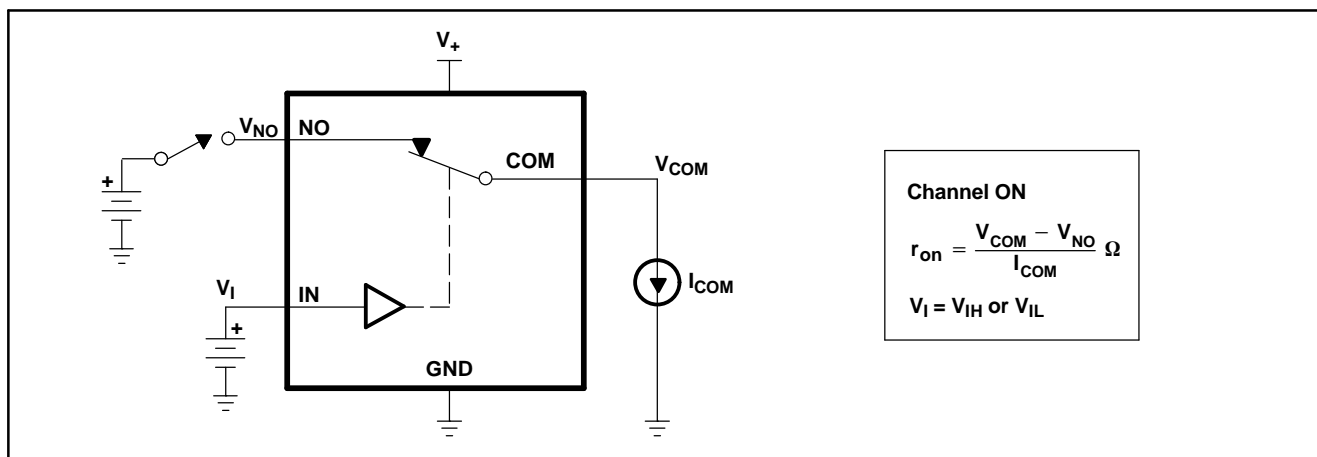 V+
VNO NO
COM
VCOM
+
Channel ON
ron = VCOM − VNO / ICOM Ω
VI = VIH or VIL
VI IN
ICOM
+
GND